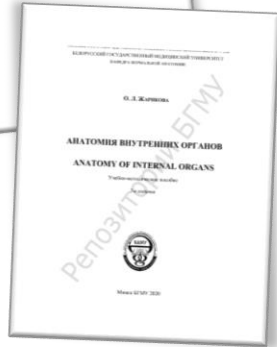 БЕЛОРУССКИЙ ГОСУДАРСТВЕННЫЙ МЕДИЦИНСКИЙ УНИВЕРСИТЕТ
КАФЕДРА НОРМАЛЬНОЙ АНАТОМИИ
О. Л. ЖАРИКОВА
АНАТОМИЯ ВНУТРЕННИХ ОРГАНОВ
ANATOMY OF INTERNAL ORGANS
Учебно-методическое пособие
Репозиторий БГМУ
Минск БГМУ 2020